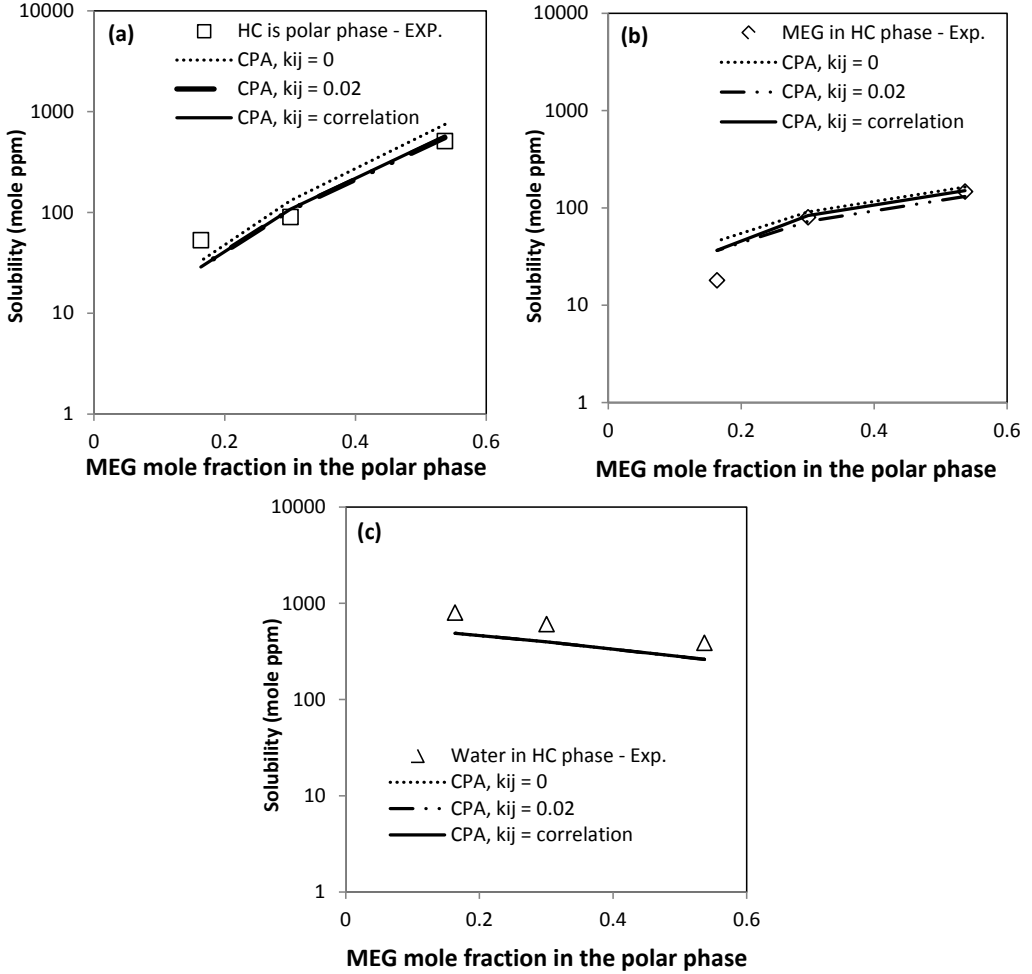 10000
(a)
HC is polar phase - EXP.
CPA, kij = 0
CPA, kij = 0.02
CPA, kij = correlation
1000
100
10
1
0
0.2
0.4
0.6
Solubility (mole ppm)
MEG mole fraction in the polar phase
10000
(b)
MEG in HC phase - Exp.
CPA, kij = 0
CPA, kij = 0.02
CPA, kij = correlation
1000
100
10
1
0
0.2
0.4
0.6
Solubility (mole ppm)
MEG mole fraction in the polar phase
10000
(c)
1000
100
10
1
Water in HC phase - Exp.
CPA, kij = 0
CPA, kij = 0.02
CPA, kij = correlation
0
0.2
0.4
0.6
Solubility (mole ppm)
MEG mole fraction in the polar phase